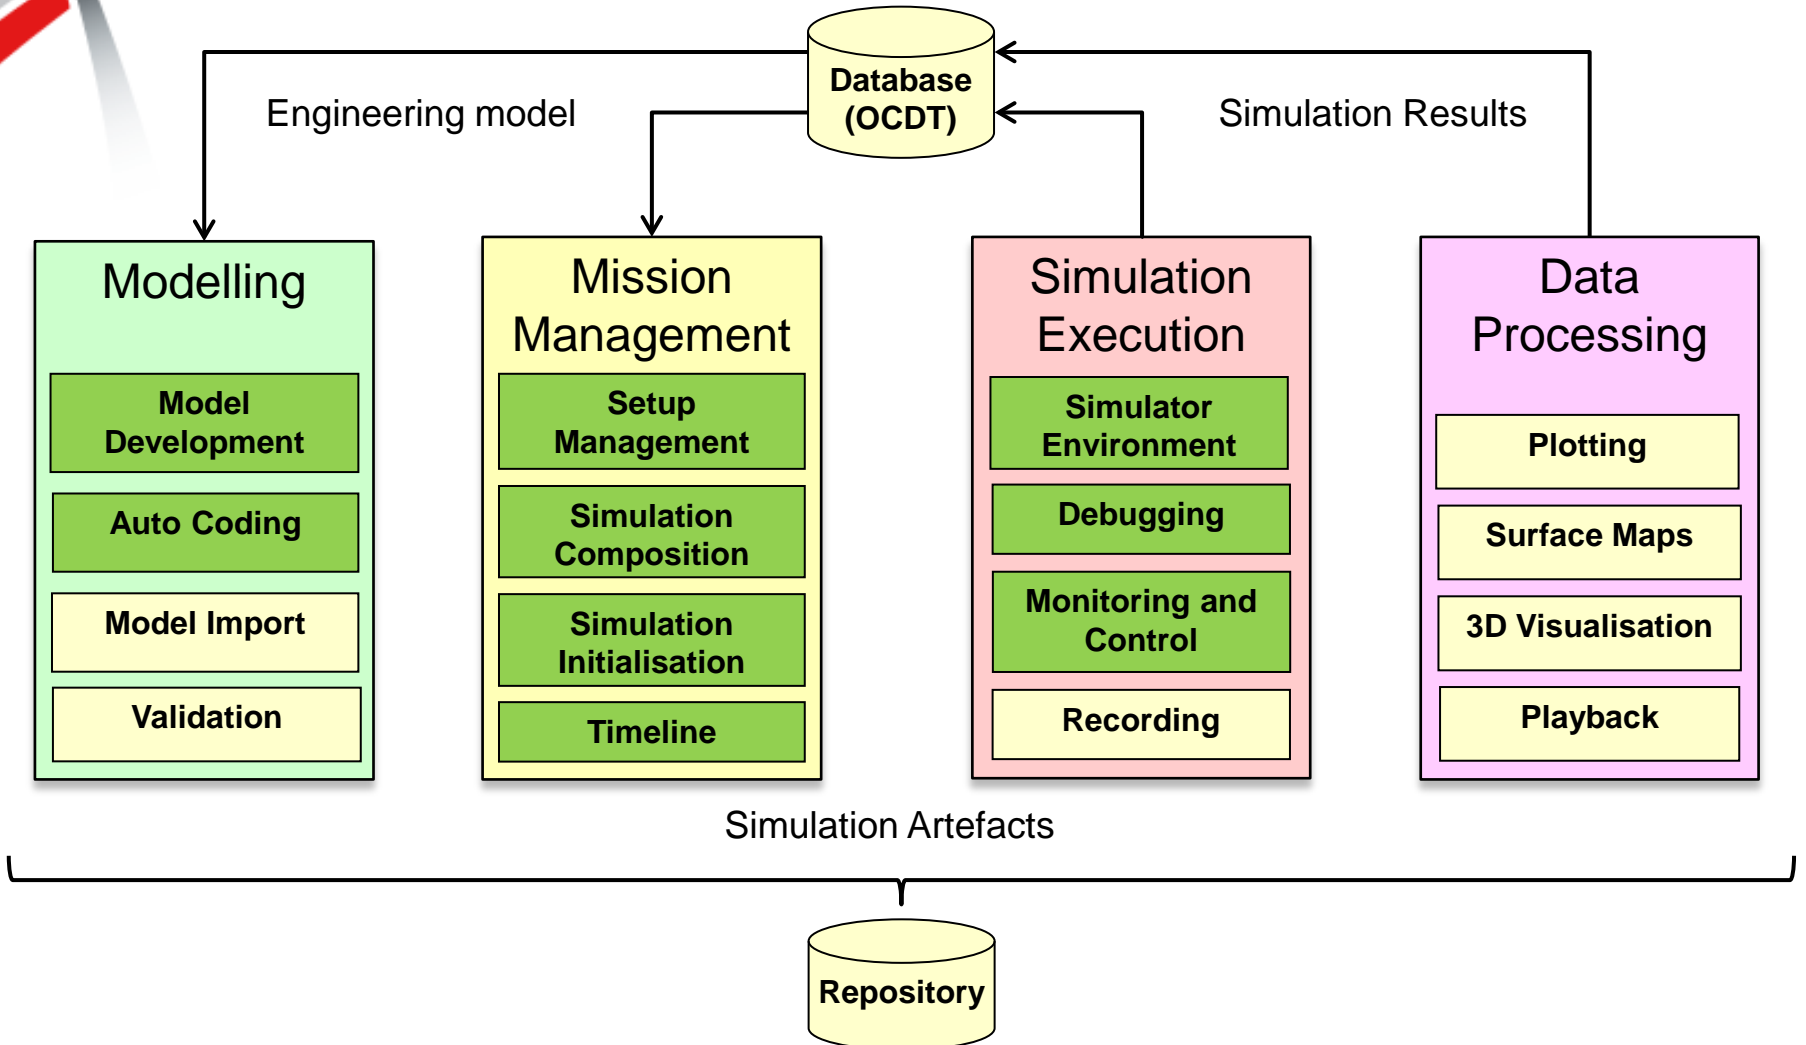 Database
(OCDT)
Engineering model
Simulation Results
Modelling
Model
Development
Auto Coding
Model Import
Validation
Mission
Management
Setup
Management
Simulation
Composition
Simulation
Initialisation
Timeline
Simulation
Execution
Simulator
Environment
Debugging
Monitoring and
Control
Recording
Data
Processing
Plotting
Surface Maps
3D Visualisation
Playback
Simulation Artefacts
Repository